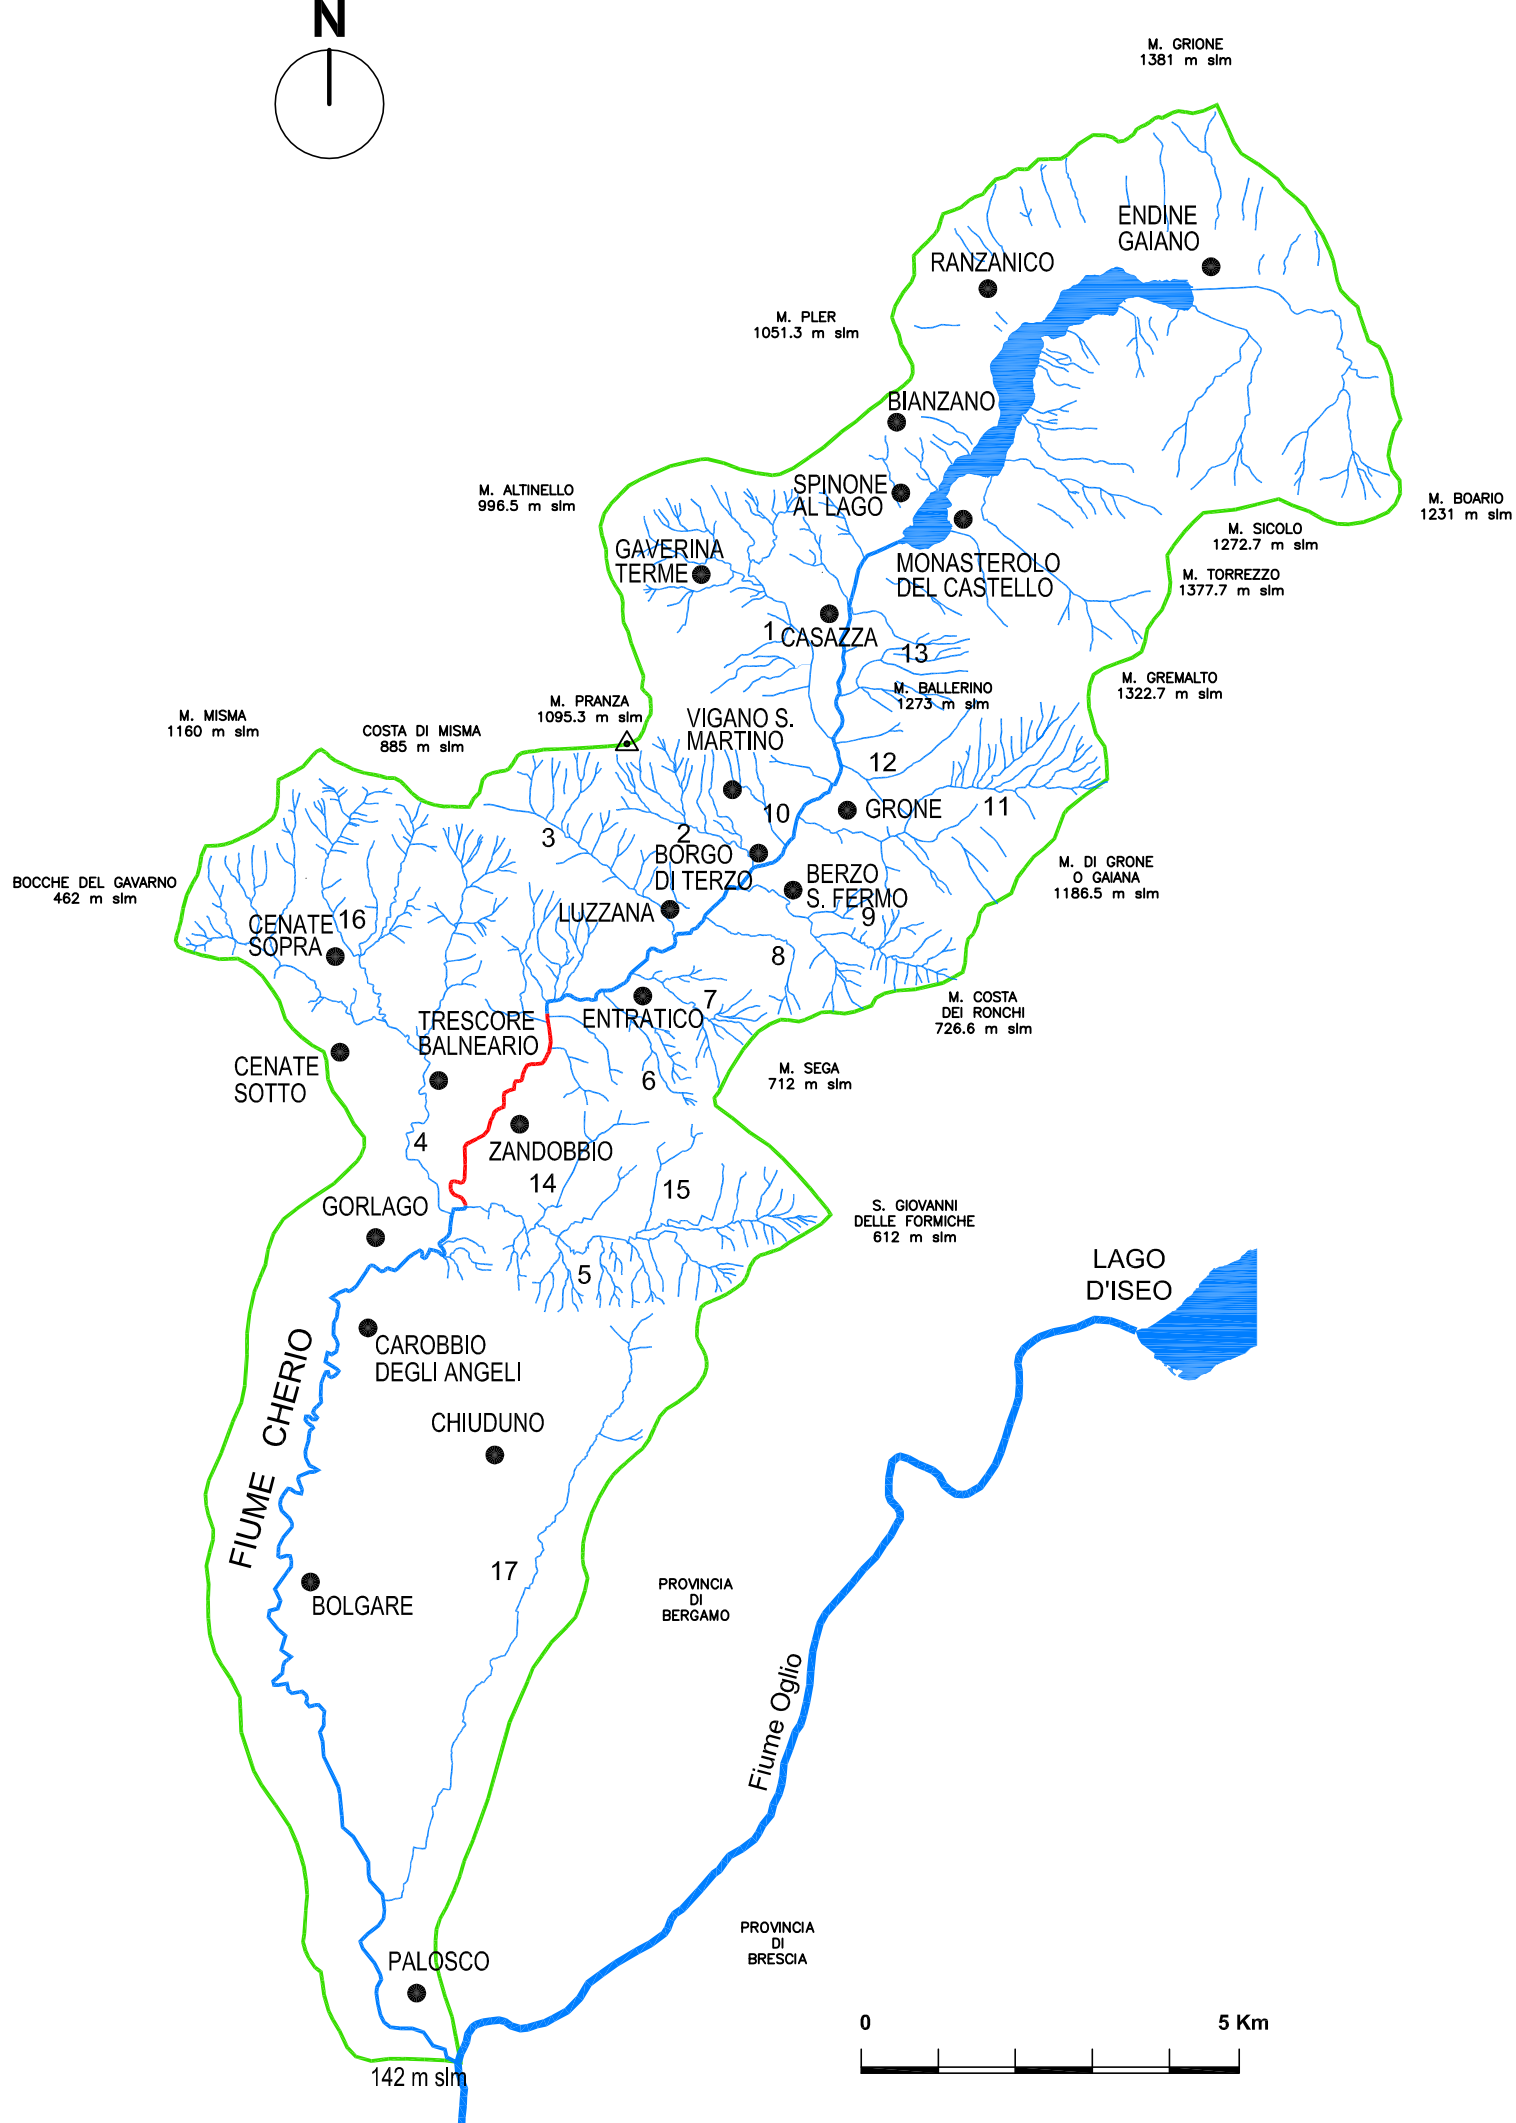 N
M. GRIONE
1381 m slm
ENDINE
GAIANO
RANZANICO
M. PLER
1051.3 m slm
BIANZANO
M. ALTINELLO
996.5 m slm
SPINONE
AL LAGO
M. BOARIO
1231 m slm
M. SICOLO
1272.7 m slm
GAVERINA
TERME
MONASTEROLO
DEL CASTELLO
M. TORREZZO
1377.7 m slm
1
CASAZZA
13
M. GREMALTO
1322.7 m slm
M. BALLERINO
1273 m slm
M. PRANZA
1095.3 m slm
M. MISMA
1160 m slm
COSTA DI MISMA
885 m slm
VIGANO S.
MARTINO
12
11
GRONE
10
3
2
BORGO
DI TERZO
M. DI GRONE
O GAIANA
1186.5 m slm
BERZO
S. FERMO
BOCCHE DEL GAVARNO
462 m slm
LUZZANA
9
16
CENATE
SOPRA
8
7
M. COSTA
DEI RONCHI
726.6 m slm
ENTRATICO
TRESCORE
BALNEARIO
CENATE
SOTTO
6
M. SEGA
712 m slm
4
ZANDOBBIO
14
15
GORLAGO
S. GIOVANNI
DELLE FORMICHE
612 m slm
5
LAGO
D'ISEO
CAROBBIO
DEGLI ANGELI
FIUME CHERIO
CHIUDUNO
17
BOLGARE
PROVINCIA
DI
BERGAMO
Fiume Oglio
PROVINCIA
DI
BRESCIA
PALOSCO
0
5 Km
142 m slm